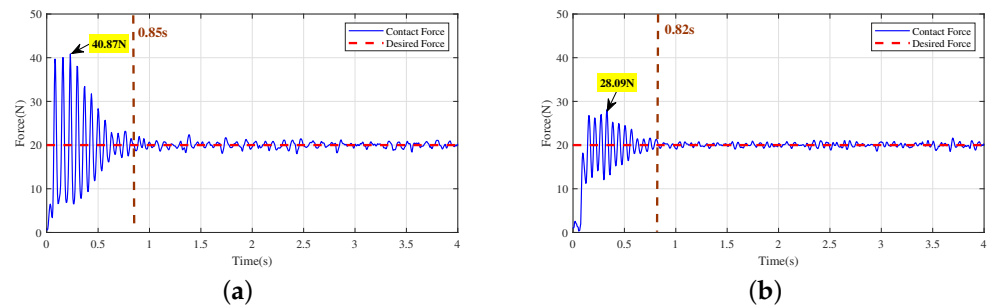 50
40
30
20
10
0
Force(N)
0 0.5 1 1.5 2 2.5 3 3.5 4
Time(s)
40.87N
0.85s
Contact Force
Desired Force
(a)
50
40
30
20
10
0
Force(N)
0 0.5 1 1.5 2 2.5 3 3.5 4
Time(s)
28.09N
0.82s
Contact Force
Desired Force
(b)